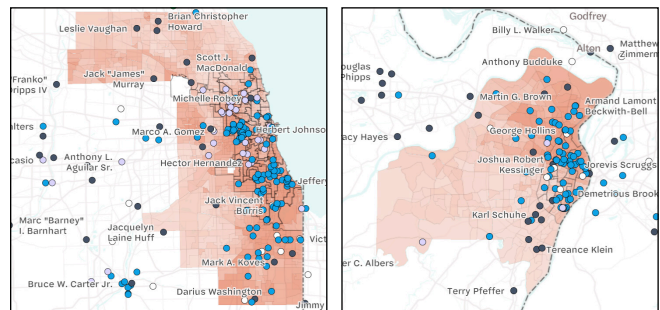 Brian Christopher
Howard
Leslie Vaughan
Scott J.
MacDonald
Jack "James"
Murray
"Franko"
ripps IV
Michelle Robey
Marco A. Gomez
Herbert Johnso
lters
casio
Anthony L.
Aguilar Sr.
Hector Hernandez
Jeffery
Jack Vincent
Burris
Marc "Barney"
I. Barnhart
Jacquelyn
Laine Huff
Vict
Mark A. Koves
Bruce W. Carter Jr.
Darius Washington
Jimmy
Godfrey
Billy L. Walker
Alton
Matthew
Zimmerm
Anthony Budduke
ouglas
Phipps
Martin G. Brown
Armand Lamont
Beckwith-Bell
acy Hayes
George Hollins
Joshua Robert
Kessinger
Jorevis Scruggs
Demetrious Brook
Karl Schuhe
Tereance Klein
er C. Albers
Terry Pfeffer